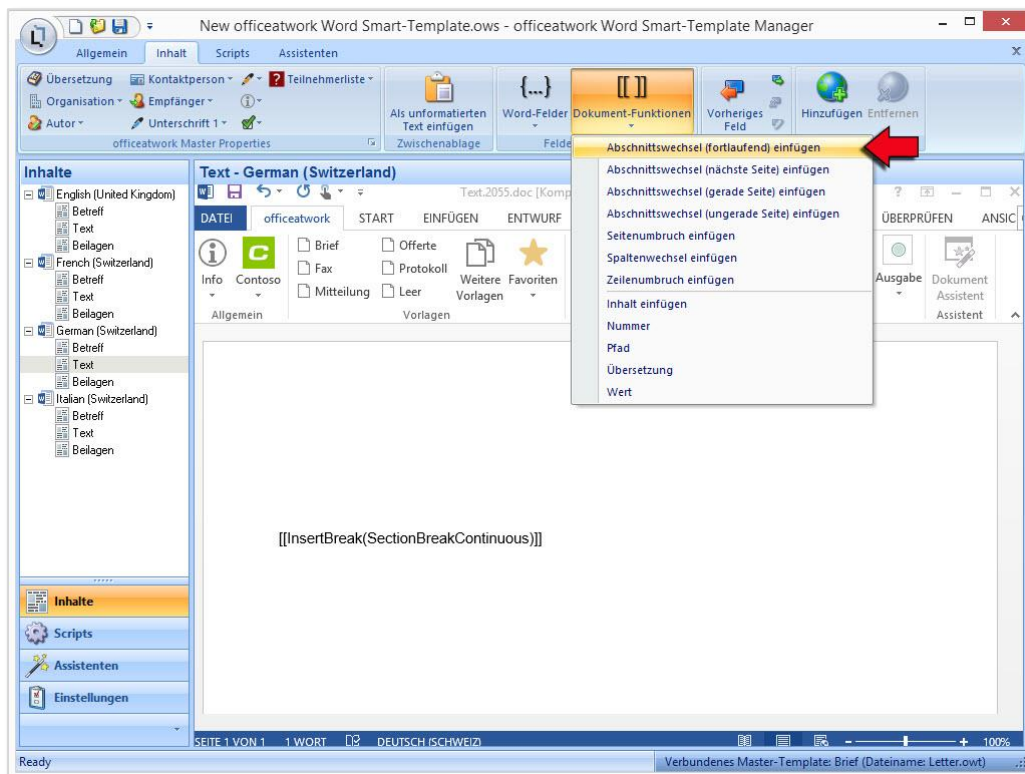 New officeatwork Word Smart-Template.ows - officeatwork Word Smart-Template Manager
Allgemein Inhalt Scripts Assistenten
Übersetzung Kontaktperson Teilnehmerliste
Organisation Empfänger
Autor Unterschrift 1
officeatwork Master Properties
Als unformatierten
Text einfügen
Zwischenablage
{...}
Word-Felder
Felde
[[ ]]
Dokument-Funktionen
Vorheriges
Feld
Hinzufügen Entfernen
Abschnittswechsel (fortlaufend) einfügen
Abschnittswechsel (nächste Seite) einfügen
Abschnittswechsel (gerade Seite) einfügen
Abschnittswechsel (ungerade Seite) einfügen
Seitenumbruch einfügen
Spaltenwechsel einfügen
Zeilenumbruch einfügen
Inhalt einfügen
Nummer
Pfad
Übersetzung
Wert
Inhalte
English (United Kingdom)
Betreff
Text
Beilagen
French (Switzerland)
Betreff
Text
Beilagen
German (Switzerland)
Betreff
Text
Beilagen
Italian (Switzerland)
Betreff
Text
Beilagen
Inhalte
Scripts
Assistenten
Einstellungen
Text - German (Switzerland)
Text.2055.doc [Komp
DATEI officeatwork START EINFÜGEN ENTWURF ÜBERPRÜFEN ANSIC
Info
Contoso
Allgemein
Brief Offerte
Fax Protokoll
Mitteilung Leer
Weitere
Vorlagen
Favoriten
Vorlagen
Ausgabe
Dokument
Assistent
Assistent
[[InsertBreak(SectionBreakContinuous)]]
SEITE 1 VON 1 1 WORT DEUTSCH (SCHWEIZ) 100%
Ready
Verbundenes Master-Template: Brief (Dateiname: Letter.owt)